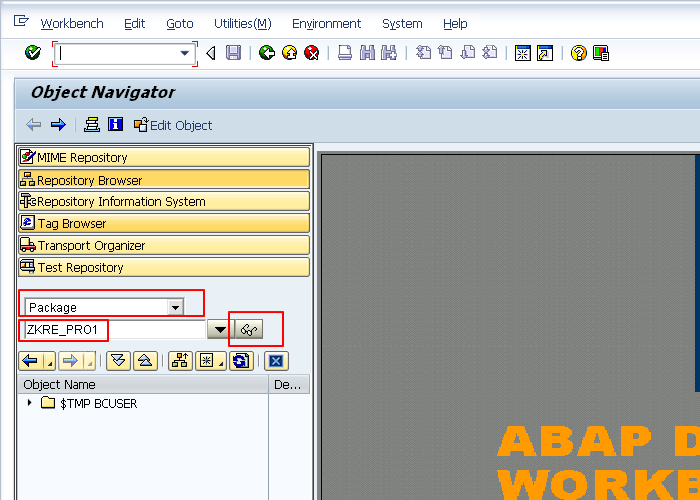 Workbench Edit Goto Utilities(M) Environment System Help
Object Navigator
Edit Object
MIME Repository
Repository Browser
Repository Information System
Tag Browser
Transport Organizer
Test Repository
Package
ZKRE_PRO1
Object Name De...
$TMP BCUSER
ABAP D
WORKB